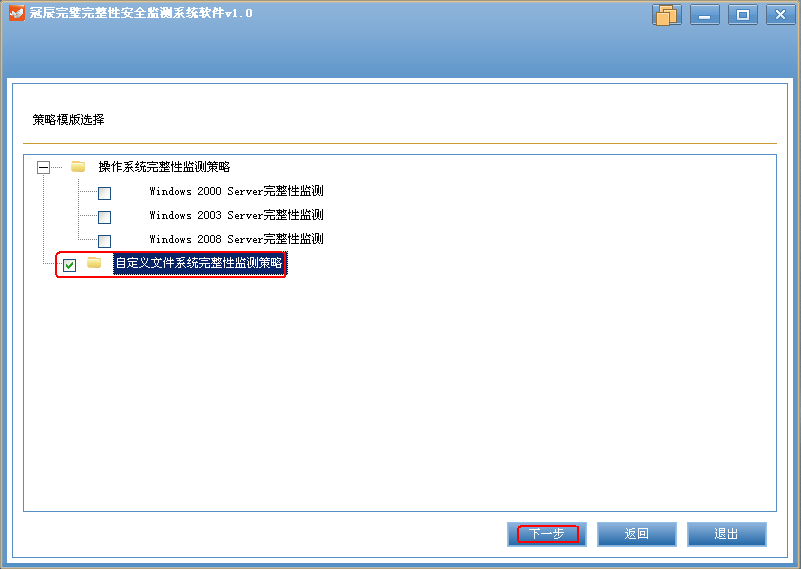 冠辰完璧完整性安全监测系统软件v1.0
策略模版选择
操作系统完整性监测策略
Windows 2000 Server完整性监测
Windows 2003 Server完整性监测
Windows 2008 Server完整性监测
自定义文件系统完整性监测策略
下一步 返回 退出